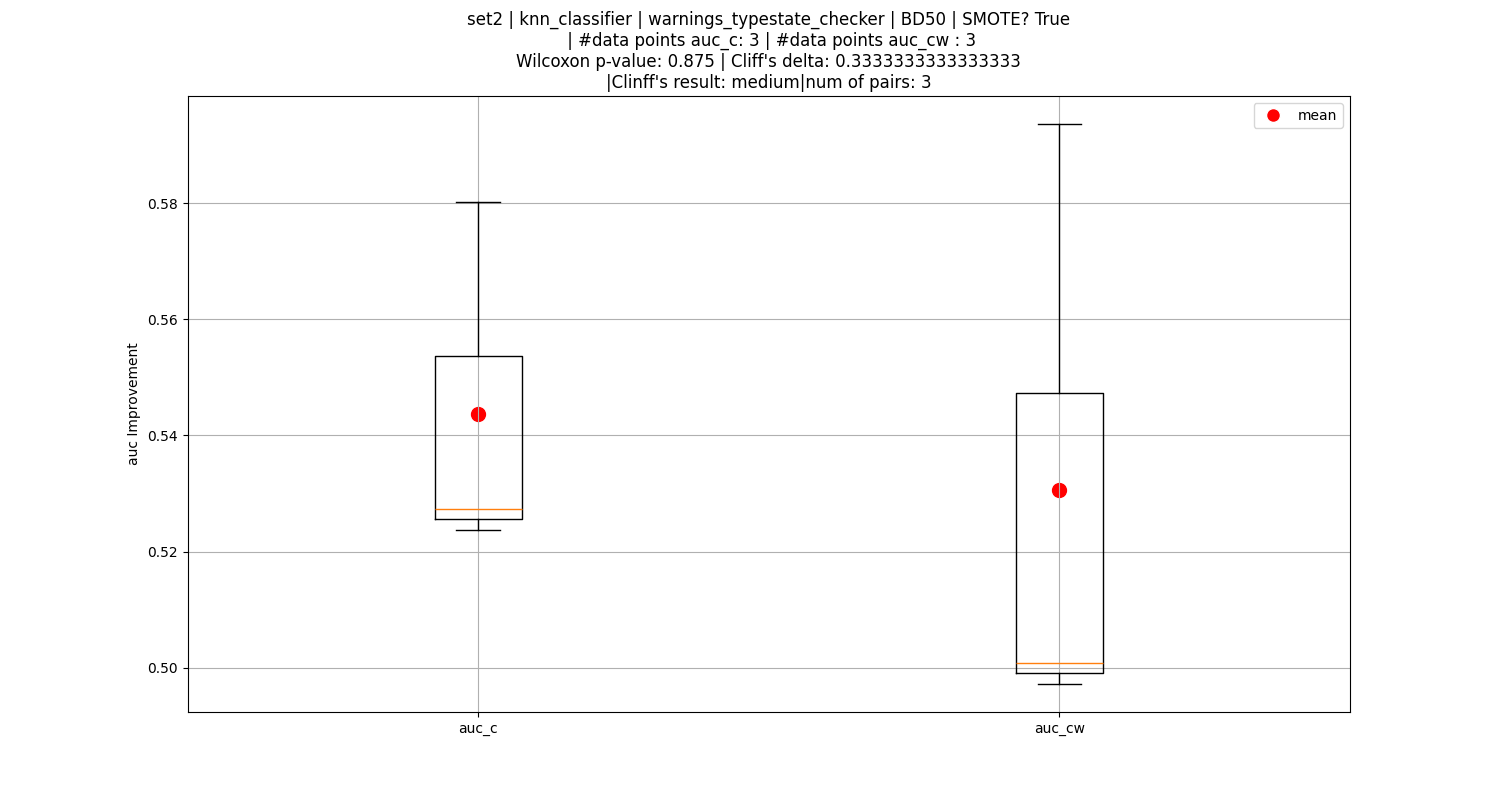 set2 | knn_classifier | warnings_typestate_checker | BD50 | SMOTE? True
| #data points auc_c: 3 | #data points auc_cw : 3
Wilcoxon p-value: 0.875 | Cliff's delta: 0.3333333333333333
|Clinff's result: medium|num of pairs: 3
mean
0.58
0.56
0.54
0.52
0.50
auc Improvement
auc_c
auc_cw